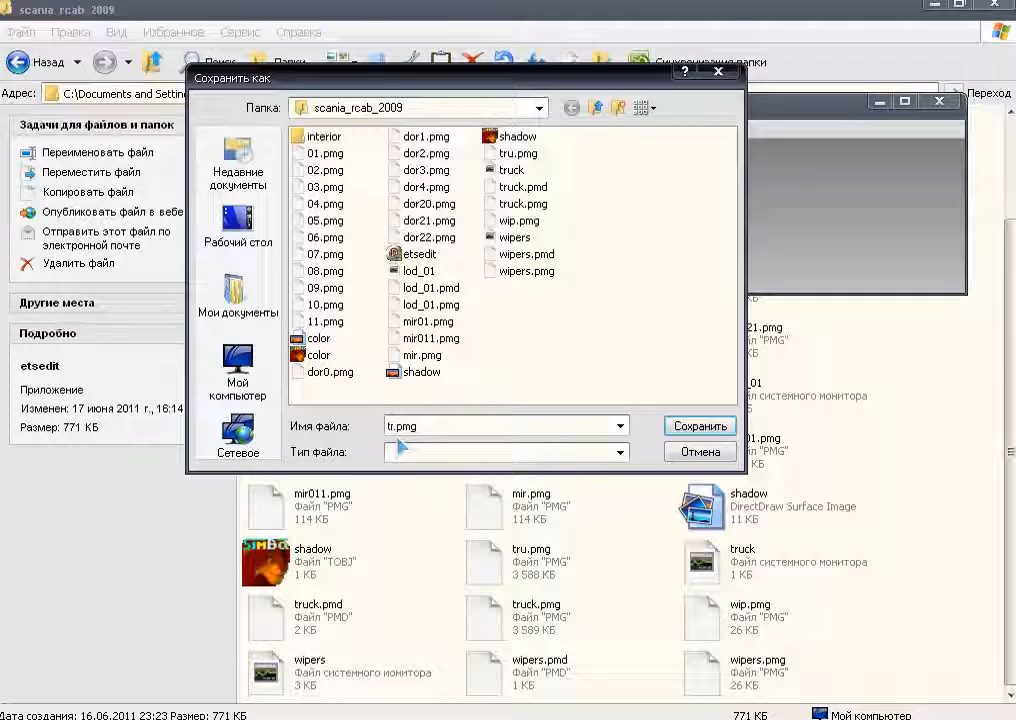 scania_rcab_2009
Файл Правка Вид Избранное Сервис Справка
Назад Поиск Папки Синхронизация папки
Адрес: C:\Documents and Settin Переход
Задачи для файлов и папок
Переименовать файл
Переместить файл
Копировать файл
Опубликовать файл в вебе
Отправить этот файл по
электронной почте
Удалить файл
Другие места
Подробно
etsedit
Приложение
Изменен: 17 июня 2011 г., 16:14
Размер: 771 КБ
Сохранить как
Папка: scania_rcab_2009
Недавние
документы
Рабочий стол
Мои документы
Мой
компьютер
Сетевое
interior
01.pmg
02.pmg
03.pmg
04.pmg
05.pmg
06.pmg
07.pmg
08.pmg
09.pmg
10.pmg
11.pmg
color
color
dor0.pmg
dor1.pmg
dor2.pmg
dor3.pmg
dor4.pmg
dor20.pmg
dor21.pmg
dor22.pmg
etsedit
lod_01
lod_01.pmd
lod_01.pmg
mir01.pmg
mir011.pmg
mir.pmg
shadow
shadow
tru.pmg
truck
truck.pmd
truck.pmg
wip.pmg
wipers
wipers.pmd
wipers.pmg
Имя файла: tr.pmg Сохранить
Тип файла: Отмена
КБ
21.pmg
"PMG"
КБ
_01
системного монитора
КБ
01.pmg
"PMG"
КБ
mir011.pmg
Файл "PMG"
114 КБ
mir.pmg
Файл "PMG"
114 КБ
shadow
DirectDraw Surface Image
11 КБ
shadow
Файл "TOBJ"
1 КБ
tru.pmg
Файл "PMG"
3 588 КБ
truck
Файл системного монитора
1 КБ
truck.pmd
Файл "PMD"
2 КБ
truck.pmg
Файл "PMG"
3 589 КБ
wip.pmg
Файл "PMG"
26 КБ
wipers
Файл системного монитора
3 КБ
wipers.pmd
Файл "PMD"
1 КБ
wipers.pmg
Файл "PMG"
26 КБ
Дата создания: 16.06.2011 23:23 Размер: 771 КБ 771 КБ Мой компьютер